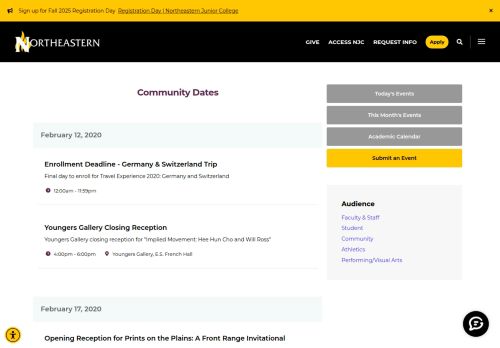 Sign up for Fall 2025 Registration Day Registration Day | Northeastern Junior College ×
NORTHEASTERN
GIVE ACCESS NJC REQUEST INFO Apply
Community Dates
February 12, 2020
Enrollment Deadline - Germany & Switzerland Trip
Final day to enroll for Travel Experience 2020: Germany and Switzerland
12:00am - 11:59pm
Youngers Gallery Closing Reception
Youngers Gallery closing reception for "Implied Movement: Hee Hun Cho and Will Ross"
4:00pm - 6:00pm Youngers Gallery, E.S. French Hall
February 17, 2020
Opening Reception for Prints on the Plains: A Front Range Invitational
Today's Events
This Month's Events
Academic Calendar
Submit an Event
Audience
Faculty & Staff
Student
Community
Athletics
Performing/Visual Arts